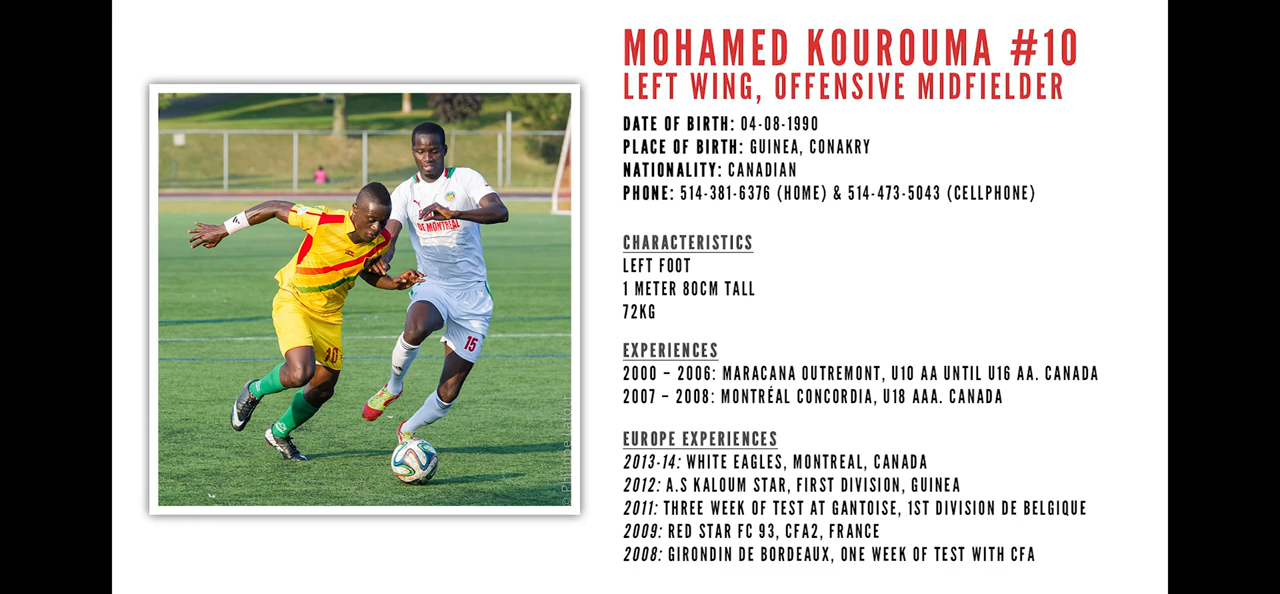 MOHAMED KOUROUMA #10
LEFT WING, OFFENSIVE MIDFIELDER
DATE OF BIRTH: 04-08-1990
PLACE OF BIRTH: GUINEA, CONAKRY
NATIONALITY: CANADIAN
PHONE: 514-381-6376 (HOME) & 514-473-5043 (CELLPHONE)
CHARACTERISTICS
LEFT FOOT
1 METER 80CM TALL
72KG
EXPERIENCES
2000 – 2006: MARACANA OUTREMONT, U10 AA UNTIL U16 AA. CANADA
2007 – 2008: MONTRÉAL CONCORDIA, U18 AAA. CANADA
EUROPE EXPERIENCES
2013-14: WHITE EAGLES, MONTREAL, CANADA
2012: A.S KALOUM STAR, FIRST DIVISION, GUINEA
2011: THREE WEEK OF TEST AT GANTOISE, 1ST DIVISION DE BELGIQUE
2009: RED STAR FC 93, CFA2, FRANCE
2008: GIRONDIN DE BORDEAUX, ONE WEEK OF TEST WITH CFA
DE MONTRÉAL
15
10